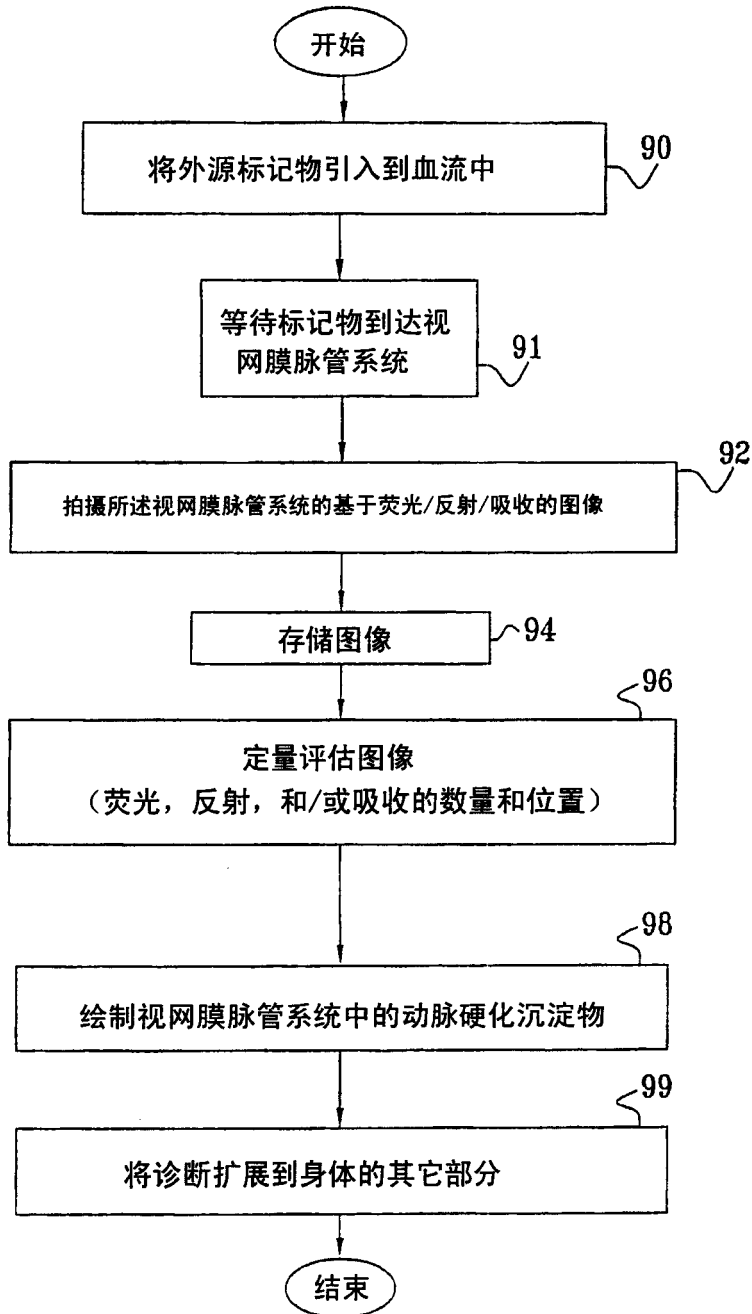 开始
将外源标记物引入到血流中
90
等待标记物到达视
网膜脉管系统
91
92
拍摄所述视网膜脉管系统的基于荧光/反射/吸收的图像
存储图像
94
96
定量评估图像
（荧光，反射，和/或吸收的数量和位置）
98
绘制视网膜脉管系统中的动脉硬化沉淀物
99
将诊断扩展到身体的其它部分
结束